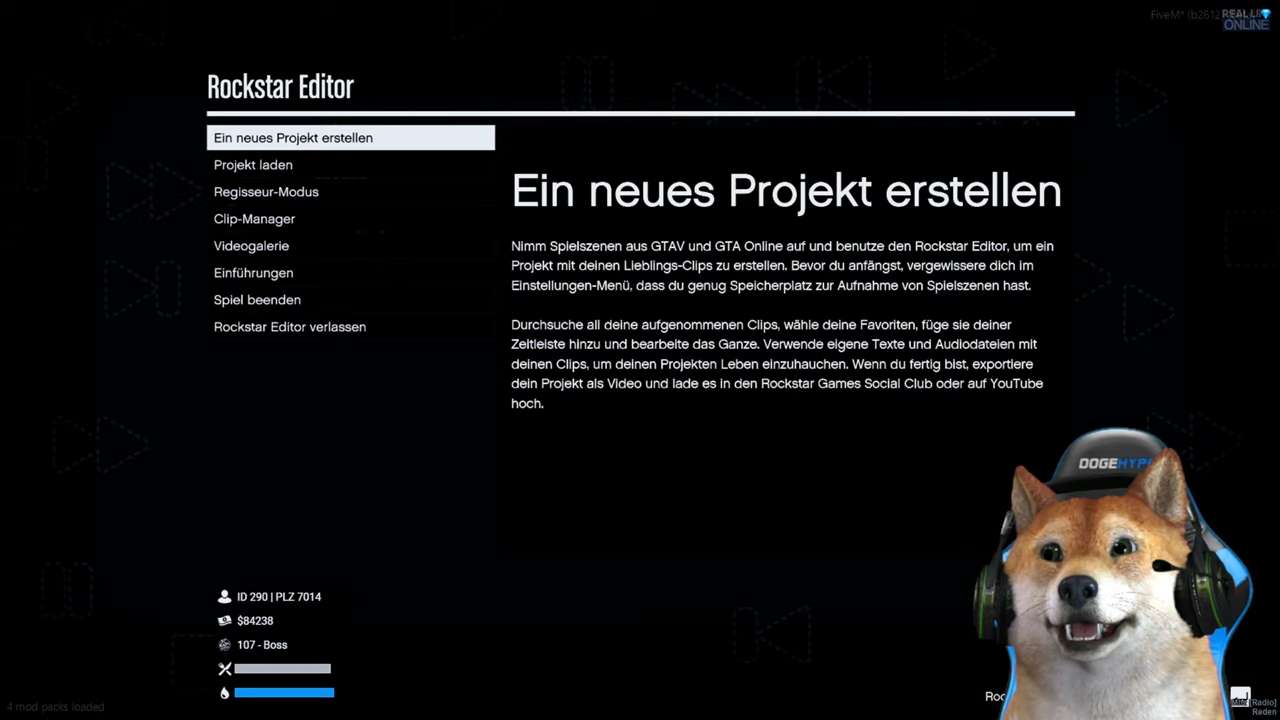 FiveM* (b2612
REAL LIFE
ONLINE
Rockstar Editor
Ein neues Projekt erstellen
Projekt laden
Regisseur-Modus
Clip-Manager
Videogalerie
Einführungen
Spiel beenden
Rockstar Editor verlassen
Ein neues Projekt erstellen
Nimm Spielszenen aus GTAV und GTA Online auf und benutze den Rockstar Editor, um ein
Projekt mit deinen Lieblings-Clips zu erstellen. Bevor du anfängst, vergewissere dich im
Einstellungen-Menü, dass du genug Speicherplatz zur Aufnahme von Spielszenen hast.
Durchsuche all deine aufgenommenen Clips, wähle deine Favoriten, füge sie deiner
Zeitleiste hinzu und bearbeite das Ganze. Verwende eigene Texte und Audiodateien mit
deinen Clips, um deinen Projekten Leben einzuhauchen. Wenn du fertig bist, exportiere
dein Projekt als Video und lade es in den Rockstar Games Social Club oder auf YouTube
hoch.
DOGEHYPE
ID 290 | PLZ 7014
$84238
107 - Boss
4 mod packs loaded
Roc
[Radio]
Reden